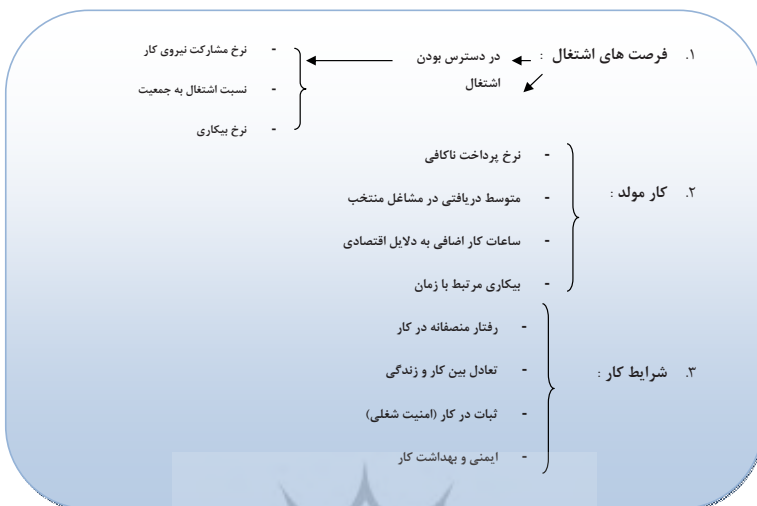 ۱. فرصت های اشتغال : در دسترس بودن
اشتغال
- نرخ مشارکت نیروی کار
- نسبت اشتغال به جمعیت
- نرخ بیکاری
۲. کار مولد :
- نرخ پرداخت ناکافی
- متوسط دریافتی در مشاغل منتخب
- ساعات کار اضافی به دلایل اقتصادی
- بیکاری مرتبط با زمان
۳. شرایط کار :
- رفتار منصفانه در کار
- تعادل بین کار و زندگی
- ثبات در کار (امنیت شغلی)
- ایمنی و بهداشت کار